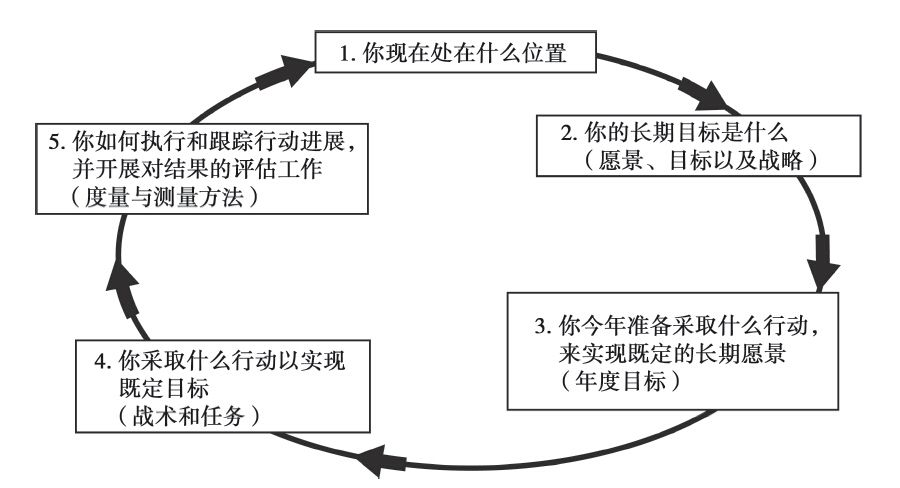 1. 你现在处在什么位置
2. 你的长期目标是什么
（愿景、目标以及战略）
3. 你今年准备采取什么行动，
来实现既定的长期愿景
（年度目标）
4. 你采取什么行动以实现
既定目标
（战术和任务）
5. 你如何执行和跟踪行动进展，
并开展对结果的评估工作
（度量与测量方法）